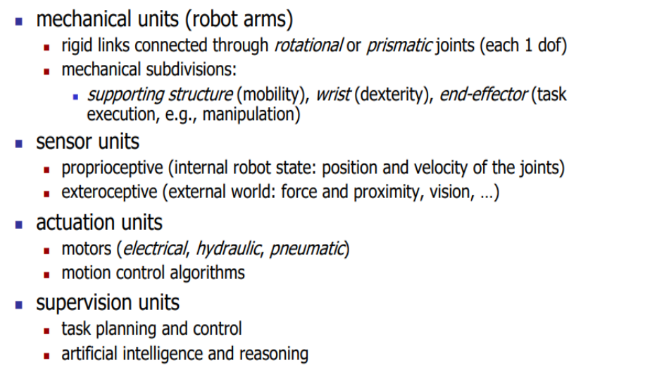 mechanical units (robot arms)
rigid links connected through rotational or prismatic joints (each 1 dof)
mechanical subdivisions:
supporting structure (mobility), wrist (dexterity), end-effector (task
execution, e.g., manipulation)
sensor units
proprioceptive (internal robot state: position and velocity of the joints)
exteroceptive (external world: force and proximity, vision, ...)
actuation units
motors (electrical, hydraulic, pneumatic)
motion control algorithms
supervision units
task planning and control
artificial intelligence and reasoning